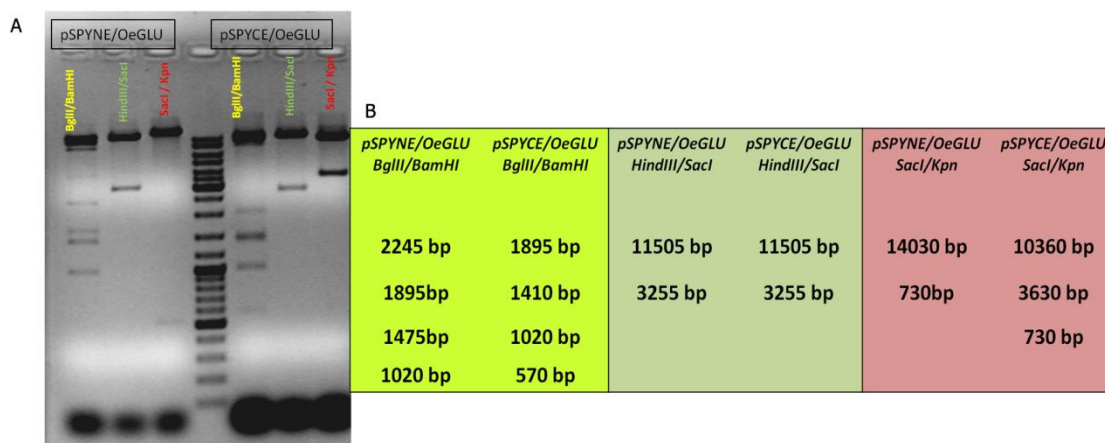 A
pSPYNE/OeGLU pSPYCE/OeGLU
BglII/BamHI HindIII/SacI SacI / Kpn BglII/BamHI HindIII/SacI SacI / Kpn
B
pSPYNE/OeGLU pSPYCE/OeGLU pSPYNE/OeGLU pSPYCE/OeGLU pSPYNE/OeGLU pSPYCE/OeGLU
BglII/BamHI BglII/BamHI HindIII/SacI HindIII/SacI SacI/Kpn SacI/Kpn
2245 bp 1895 bp 11505 bp 11505 bp 14030 bp 10360 bp
1895bp 1410 bp 3255 bp 3255 bp 730bp 3630 bp
1475bp 1020 bp 730 bp
1020 bp 570 bp